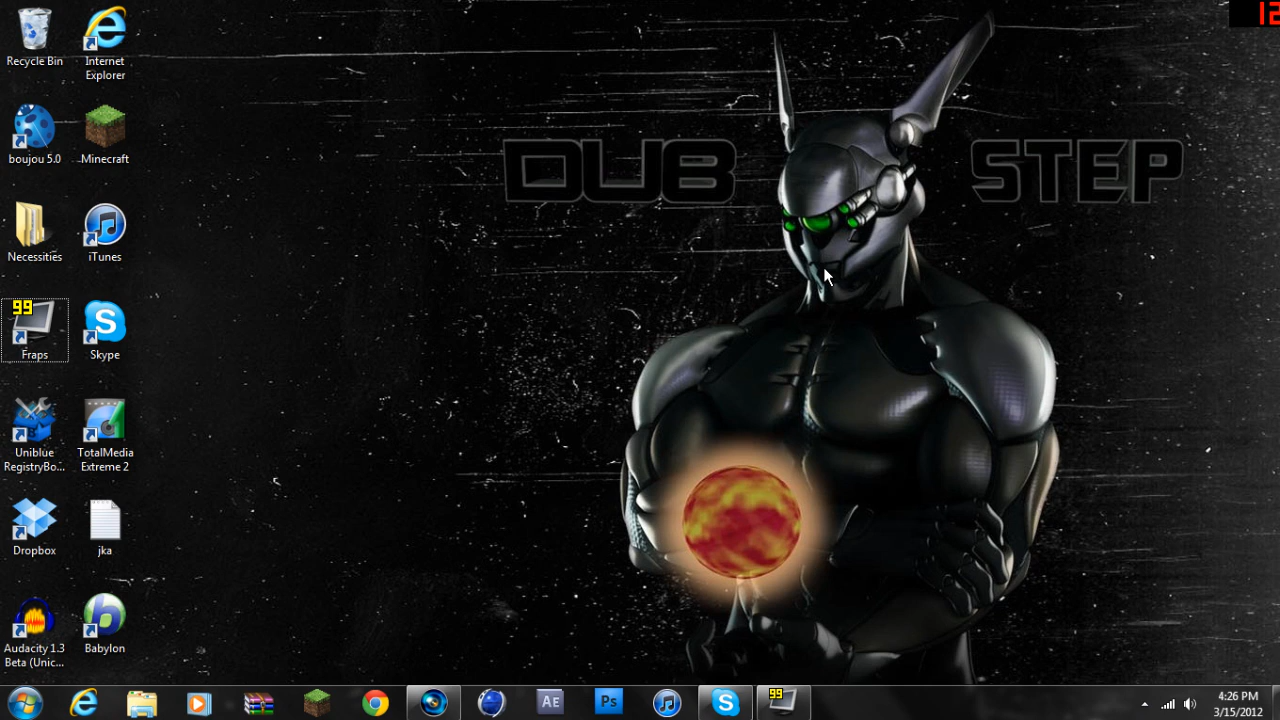 Recycle Bin
Internet
Explorer
boujou 5.0
Minecraft
Necessities
iTunes
99
Fraps
S
Skype
Uniblue
RegistryBo...
TotalMedia
Extreme 2
Dropbox
jka
Audacity 1.3
Beta (Unic...
b
Babylon
DUB STEP
12
AE
Ps
S
99
4:26 PM
3/15/2012